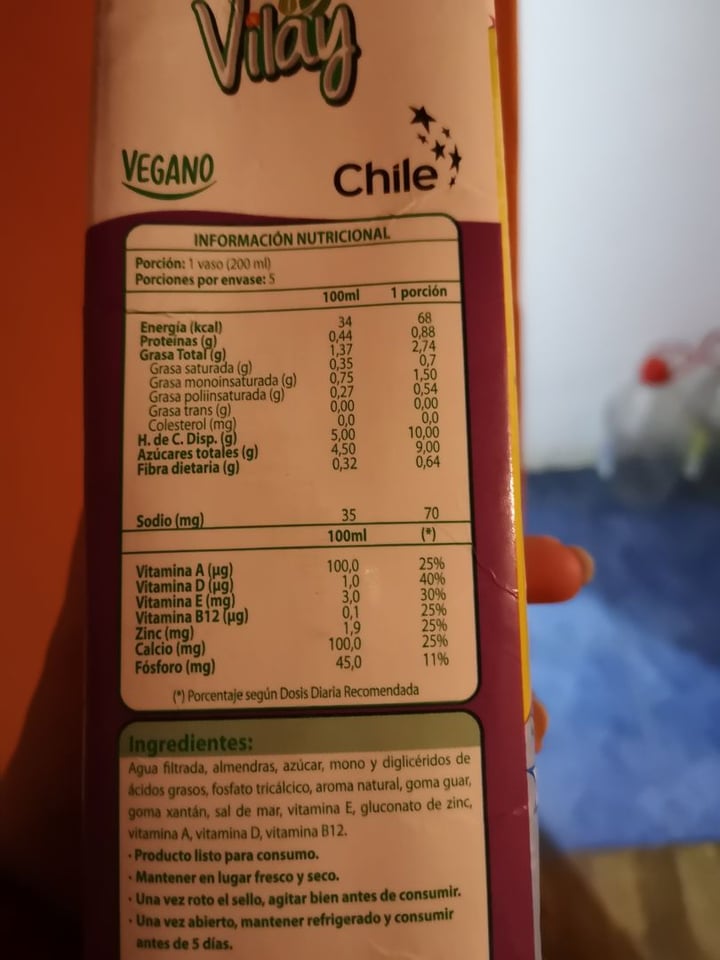 Vilay
VEGANO
Chile
INFORMACIÓN NUTRICIONAL
Porción: 1 vaso (200 ml)
Porciones por envase: 5
100ml 1 porción
Energía (kcal) 34 68
Proteínas (g) 0,44 0,88
Grasa Total (g) 1,37 2,74
Grasa saturada (g) 0,35 0,7
Grasa monoinsaturada (g) 0,75 1,50
Grasa poliinsaturada (g) 0,27 0,54
Grasa trans (g) 0,00 0,00
Colesterol (mg) 0,0 0,0
H. de C. Disp. (g) 5,00 10,00
Azúcares totales (g) 4,50 9,00
Fibra dietaria (g) 0,32 0,64
Sodio (mg) 35 70
100ml (*)
Vitamina A (µg) 100,0 25%
Vitamina D (µg) 1,0 40%
Vitamina E (mg) 3,0 30%
Vitamina B12 (µg) 0,1 25%
Zinc (mg) 1,9 25%
Calcio (mg) 100,0 25%
Fósforo (mg) 45,0 11%
(*) Porcentaje según Dosis Diaria Recomendada
Ingredientes:
Agua filtrada, almendras, azúcar, mono y diglicéridos de
ácidos grasos, fosfato tricálcico, aroma natural, goma guar,
goma xantán, sal de mar, vitamina E, gluconato de zinc,
vitamina A, vitamina D, vitamina B12.
· Producto listo para consumo.
· Mantener en lugar fresco y seco.
· Una vez roto el sello, agitar bien antes de consumir.
· Una vez abierto, mantener refrigerado y consumir
antes de 5 días.